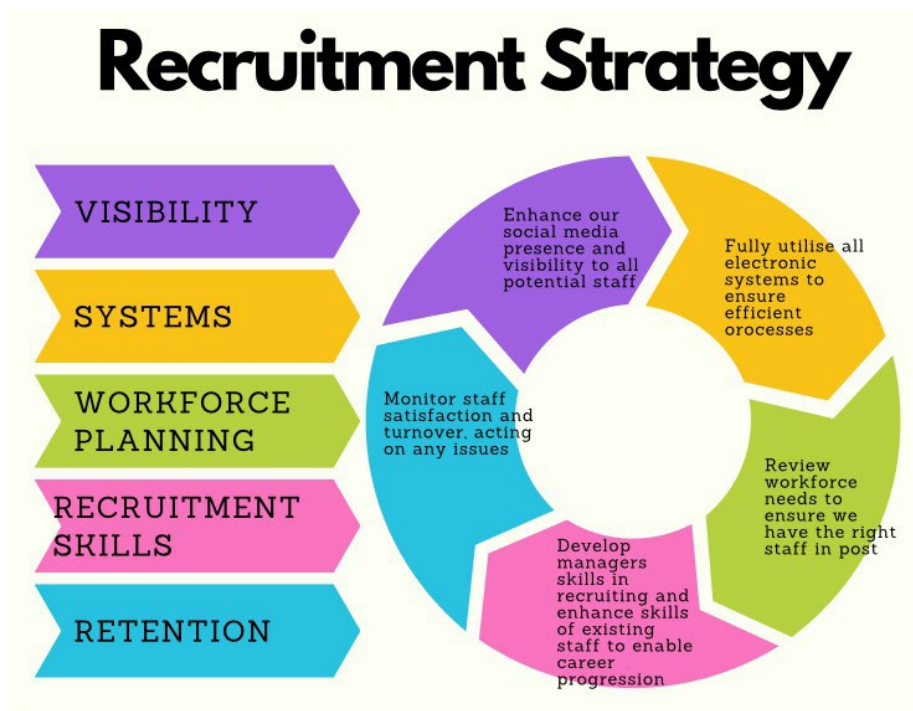 Recruitment Strategy
VISIBILITY
SYSTEMS
WORKFORCE
PLANNING
RECRUITMENT
SKILLS
RETENTION
Enhance our
social media
presence and
visibility to all
potential staff
Fully utilise all
electronic
systems to
ensure
efficient
orocesses
Review
workforce
needs to
ensure we
have the right
staff in post
Develop
managers
skills in
recruiting and
enhance skills
of existing
staff to enable
career
progression
Monitor staff
satisfaction and
turnover, acting
on any issues